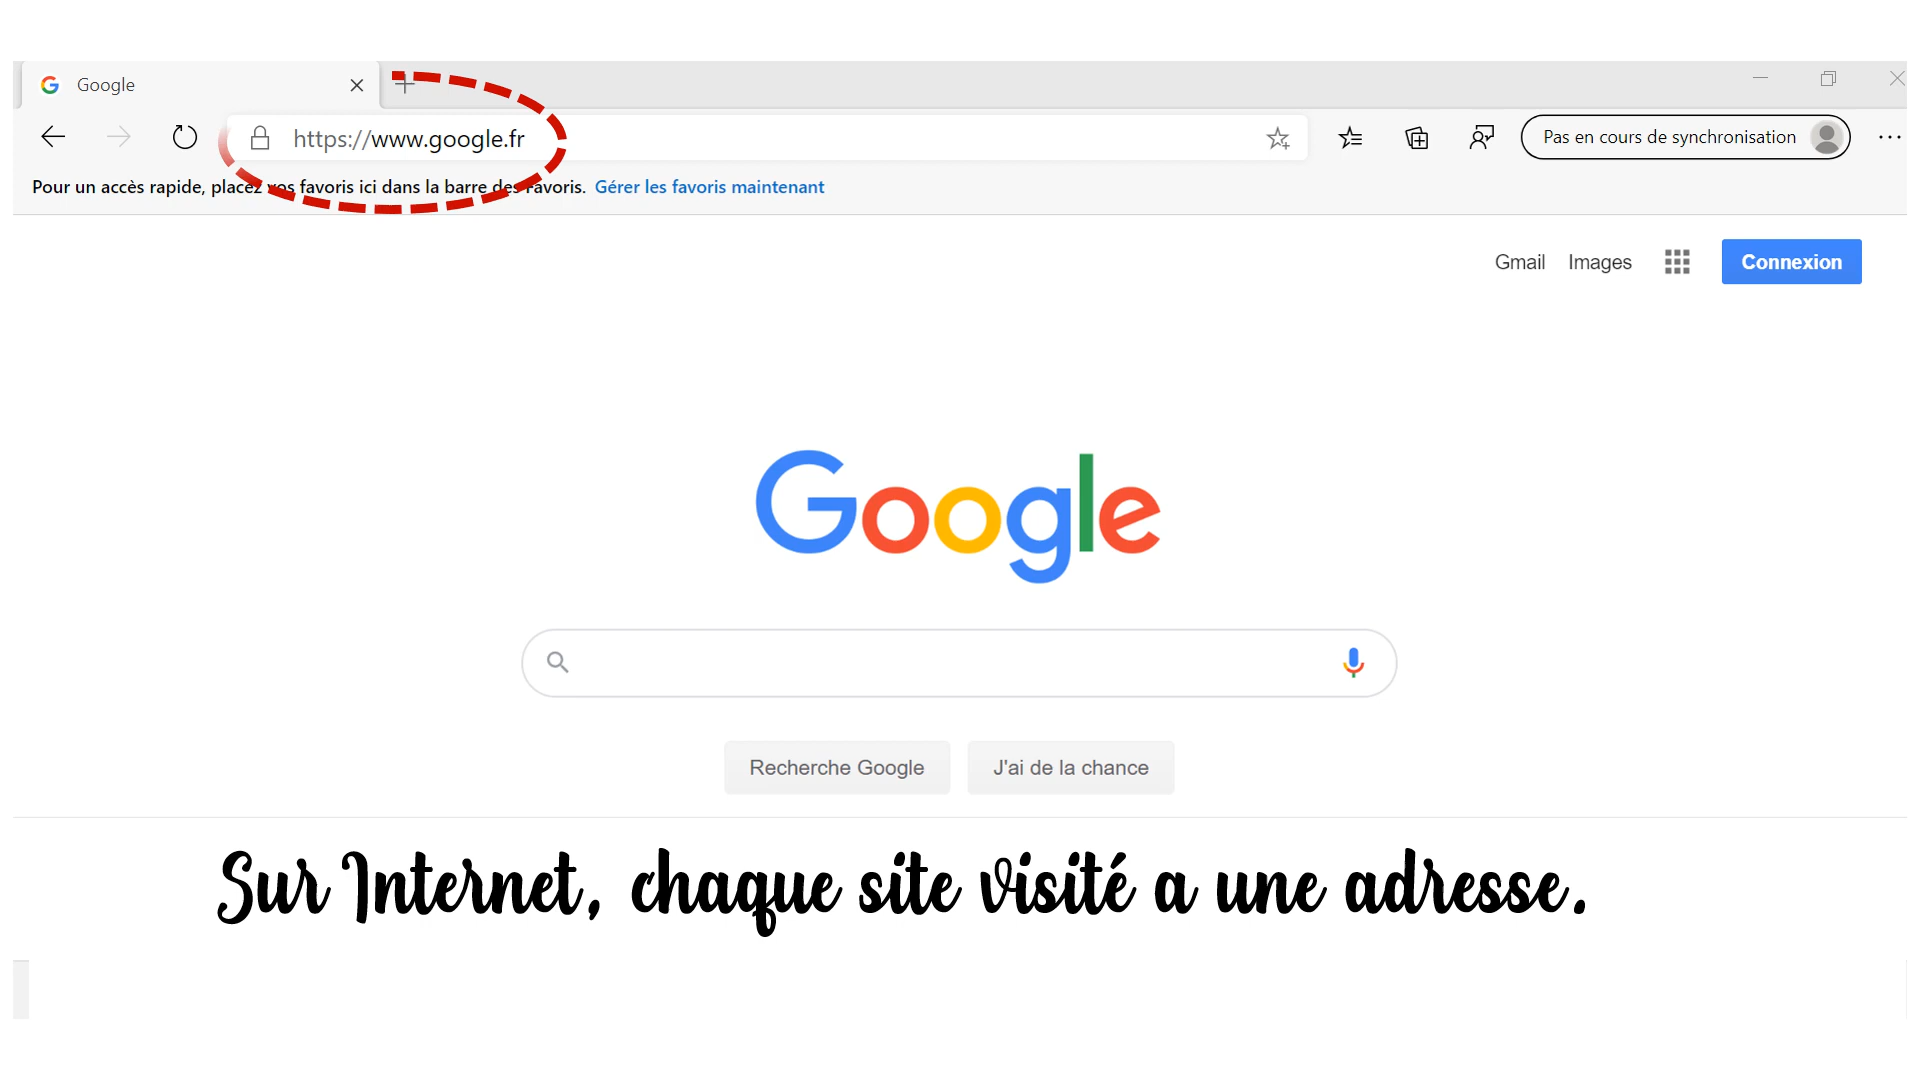 Google
https://www.google.fr
Pas en cours de synchronisation
Pour un accès rapide, placez vos favoris ici dans la barre des favoris. Gérer les favoris maintenant
Gmail Images Connexion
Google
Recherche Google J'ai de la chance
Sur Internet, chaque site visité a une adresse.